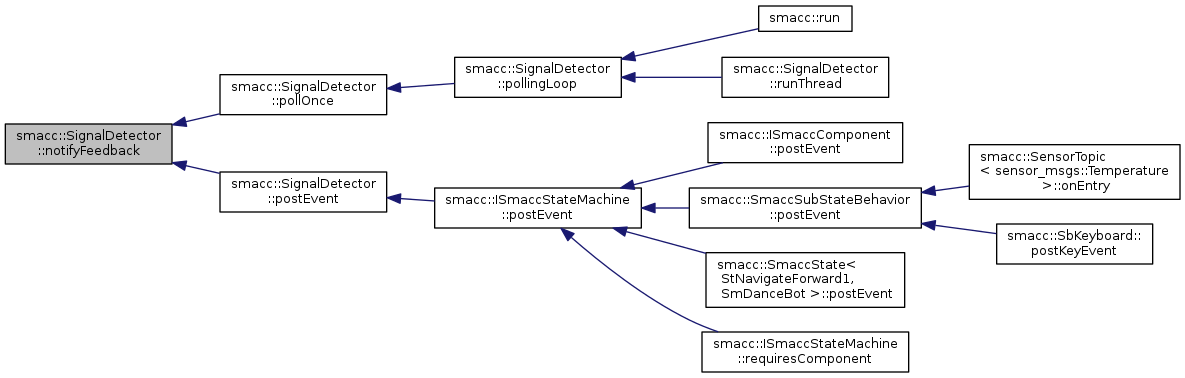 smacc::run
smacc::SignalDetector
::pollingLoop
smacc::SignalDetector
::runThread
smacc::SignalDetector
::pollOnce
smacc::SignalDetector
::notifyFeedback
smacc::ISmaccComponent
::postEvent
smacc::SensorTopic
< sensor_msgs::Temperature
>::onEntry
smacc::SignalDetector
::postEvent
smacc::ISmaccStateMachine
::postEvent
smacc::SmaccSubStateBehavior
::postEvent
smacc::SbKeyboard::
postKeyEvent
smacc::SmaccState<
StNavigateForward1,
SmDanceBot >::postEvent
smacc::ISmaccStateMachine
::requiresComponent